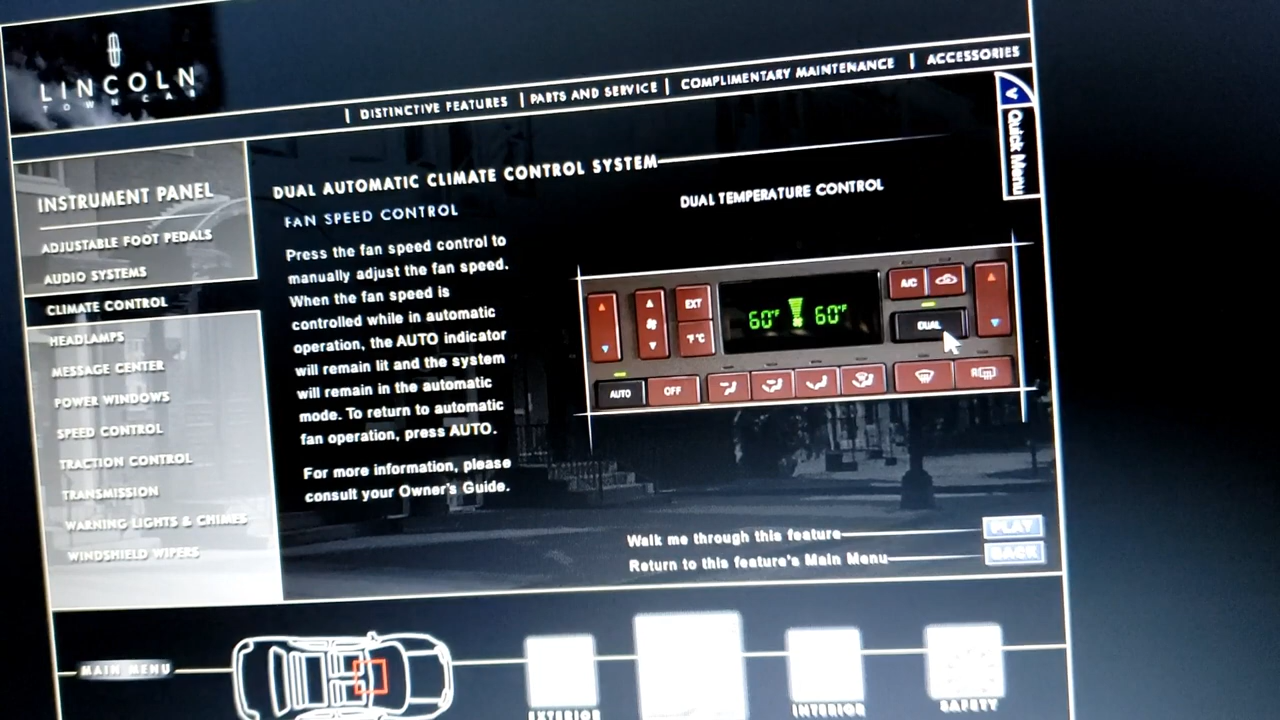 LINCOLN
TOWN CAR
| DISTINCTIVE FEATURES | PARTS AND SERVICE | COMPLIMENTARY MAINTENANCE | ACCESSORIES
<
Quick Menu
INSTRUMENT PANEL
ADJUSTABLE FOOT PEDALS
AUDIO SYSTEMS
CLIMATE CONTROL
HEADLAMPS
MESSAGE CENTER
POWER WINDOWS
SPEED CONTROL
TRACTION CONTROL
TRANSMISSION
WARNING LIGHTS & CHIMES
WINDSHIELD WIPERS
DUAL AUTOMATIC CLIMATE CONTROL SYSTEM
FAN SPEED CONTROL
Press the fan speed control to
manually adjust the fan speed.
When the fan speed is
controlled while in automatic
operation, the AUTO indicator
will remain lit and the system
will remain in the automatic
mode. To return to automatic
fan operation, press AUTO.
For more information, please
consult your Owner's Guide.
DUAL TEMPERATURE CONTROL
EXT
°F °C
60°F 60°F
A/C
DUAL
AUTO
OFF
R
Walk me through this feature
PLAY
Return to this feature's Main Menu
BACK
MAIN MENU
EXTERIOR
INTERIOR
SAFETY